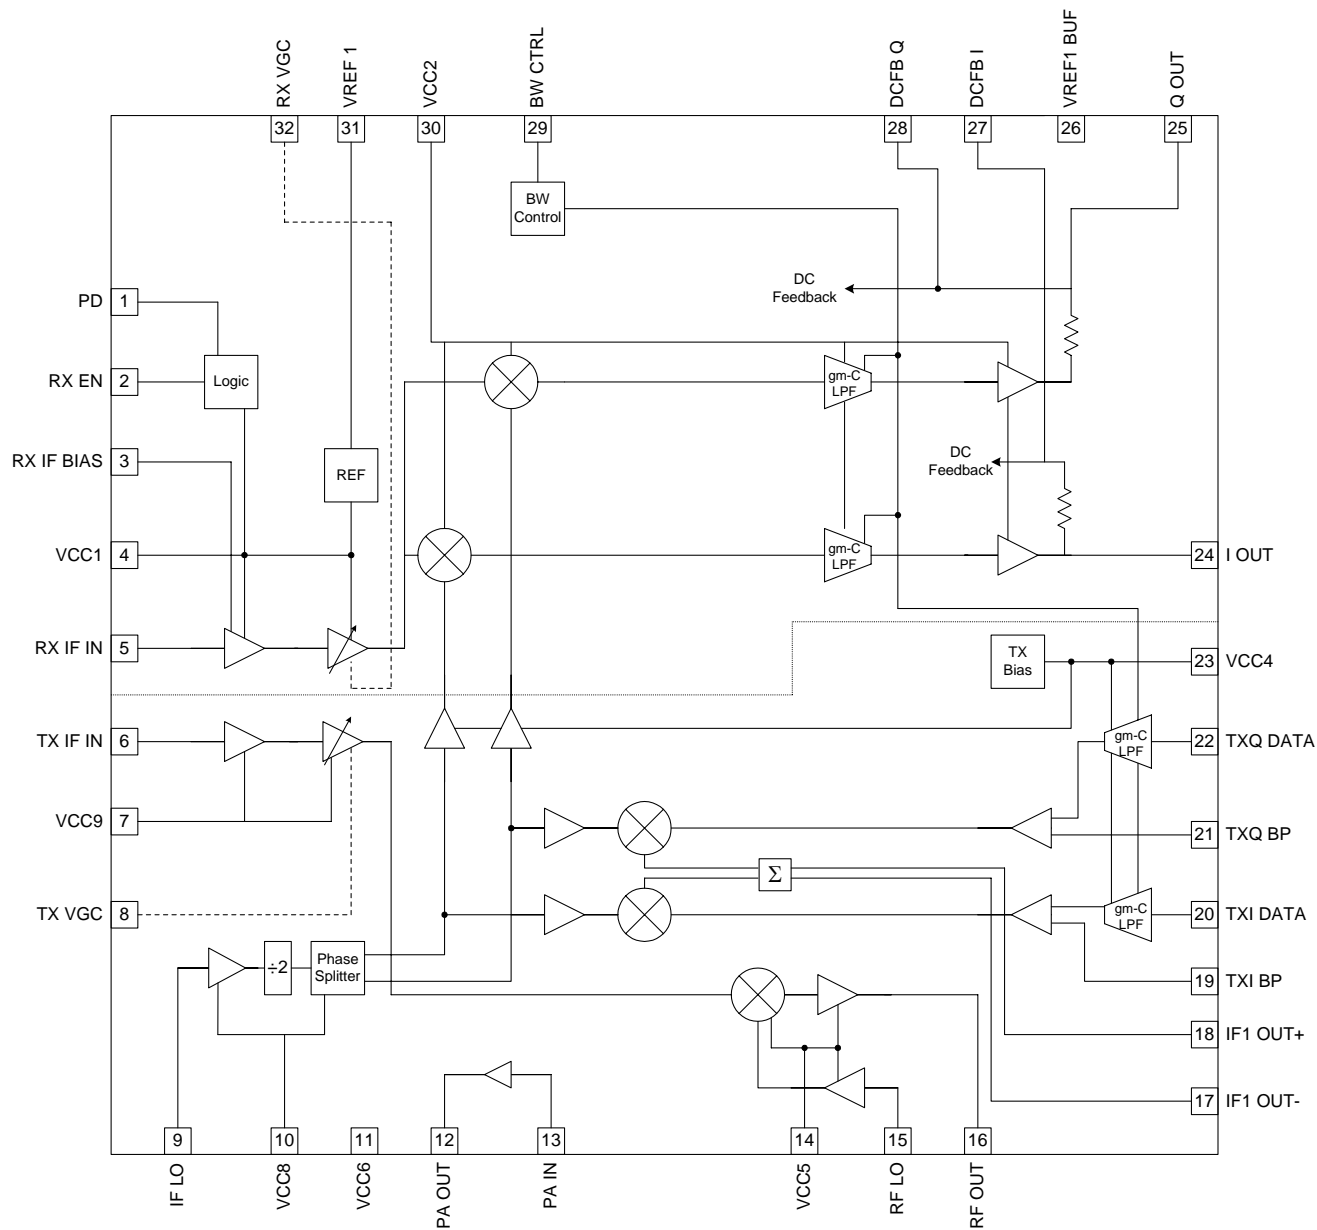 RX VGC
VREF 1
VCC2
BW CTRL
DCFB Q
DCFB I
VREF1 BUF
Q OUT
32
31
30
29
28
27
26
25
BW
Control
DC
Feedback
PD
1
RX EN
2
Logic
gm-C
LPF
RX IF BIAS
3
REF
DC
Feedback
VCC1
4
gm-C
LPF
24
I OUT
RX IF IN
5
TX
Bias
23
VCC4
TX IF IN
6
gm-C
LPF
22
TXQ DATA
VCC9
7
21
TXQ BP
Σ
TX VGC
8
gm-C
LPF
20
TXI DATA
÷2
Phase
Splitter
19
TXI BP
18
IF1 OUT+
17
IF1 OUT-
9
10
11
12
13
14
15
16
IF LO
VCC8
VCC6
PA OUT
PA IN
VCC5
RF LO
RF OUT